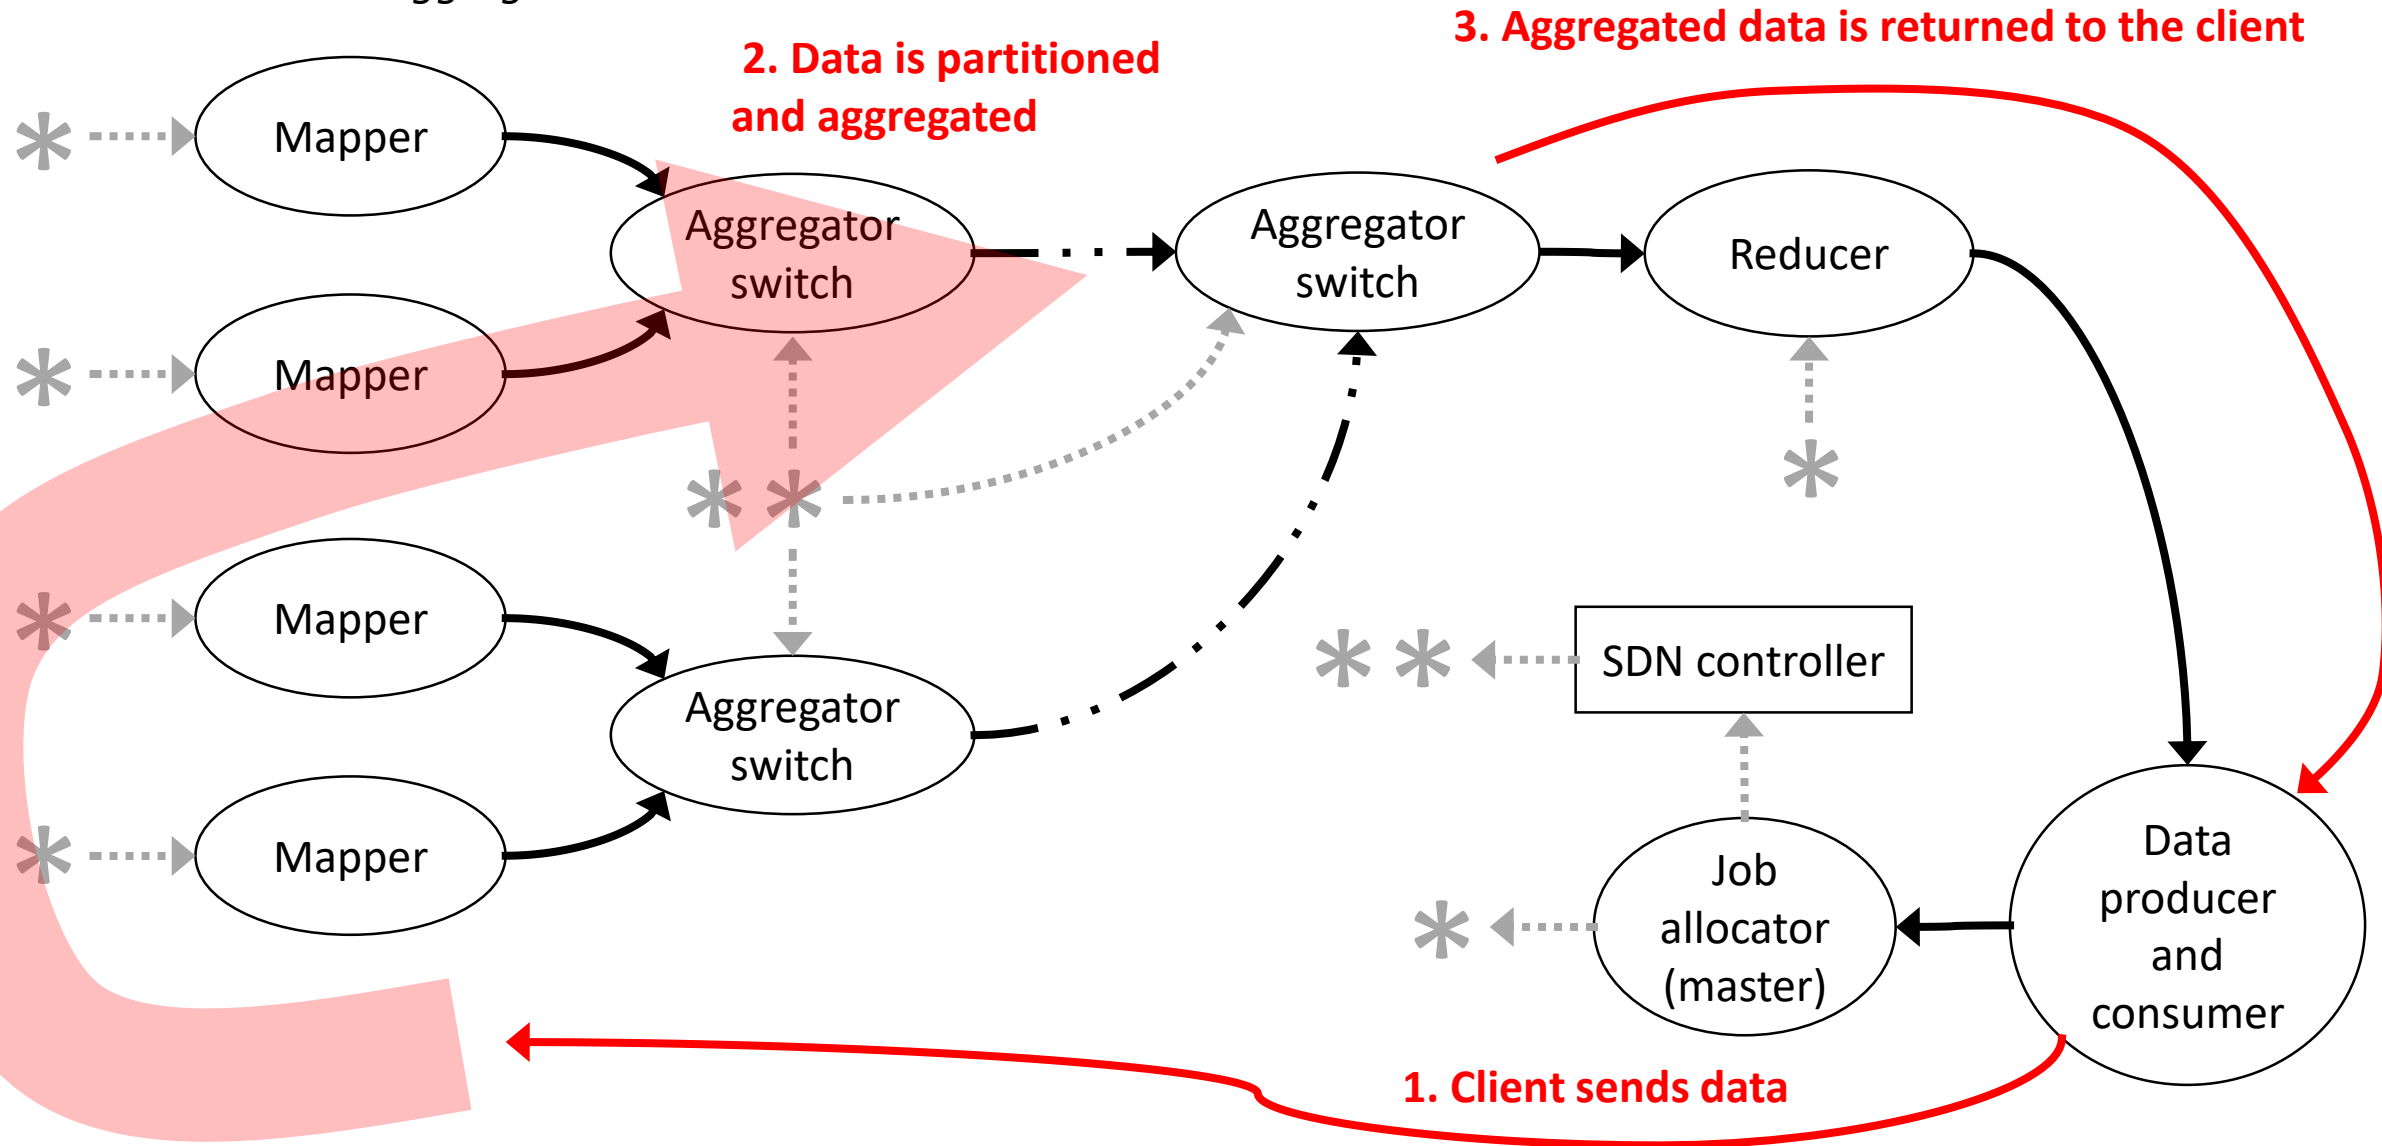 3. Aggregated data is returned to the client
2. Data is partitioned
and aggregated
Mapper
Aggregator
switch
Aggregator
switch
Reducer
Mapper
*
*
*
* *
*
Mapper
*
SDN controller
* *
Aggregator
switch
Mapper
*
Job
allocator
(master)
*
Data
producer
and
consumer
1. Client sends data